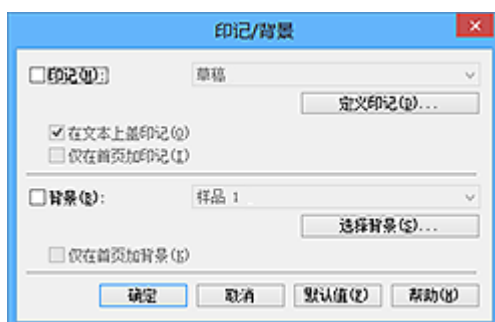 印记/背景
印记(W): 草稿
定义印记(D)...
在文本上盖印记(O)
仅在首页加印记(I)
背景(B): 样品 1
选择背景(S)...
仅在首页加背景(K)
确定 取消 默认值(F) 帮助(H)